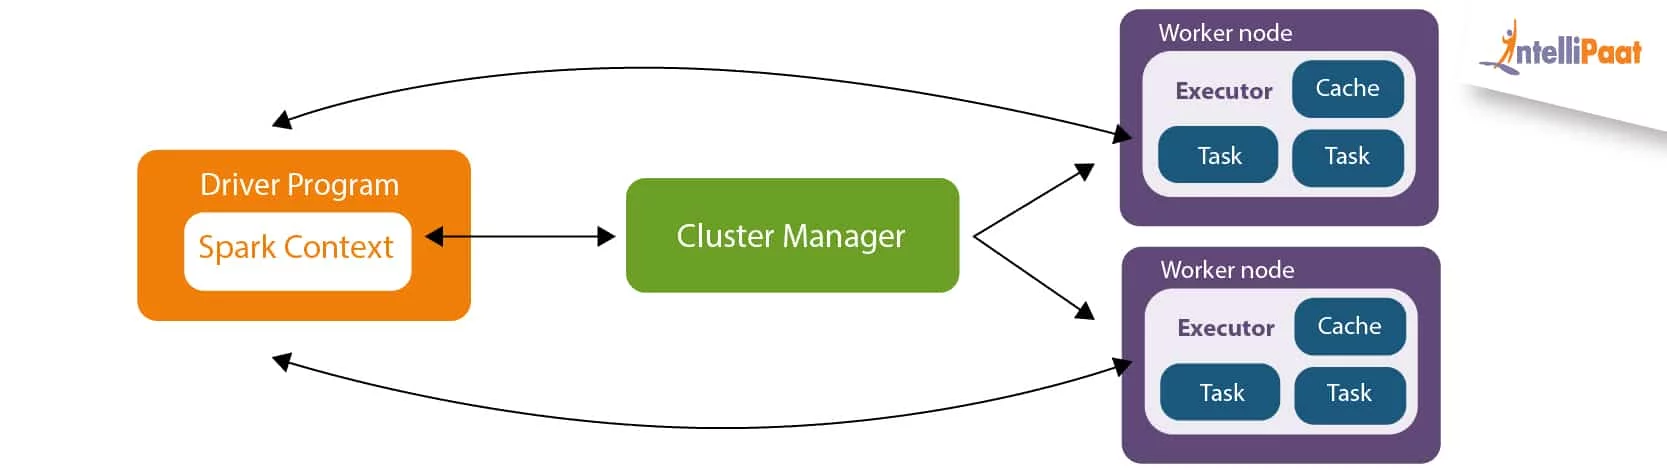 Driver Program
Spark Context
Cluster Manager
Worker node
Executor
Cache
Task
Task
Worker node
Executor
Cache
Task
Task
IntelliPaat